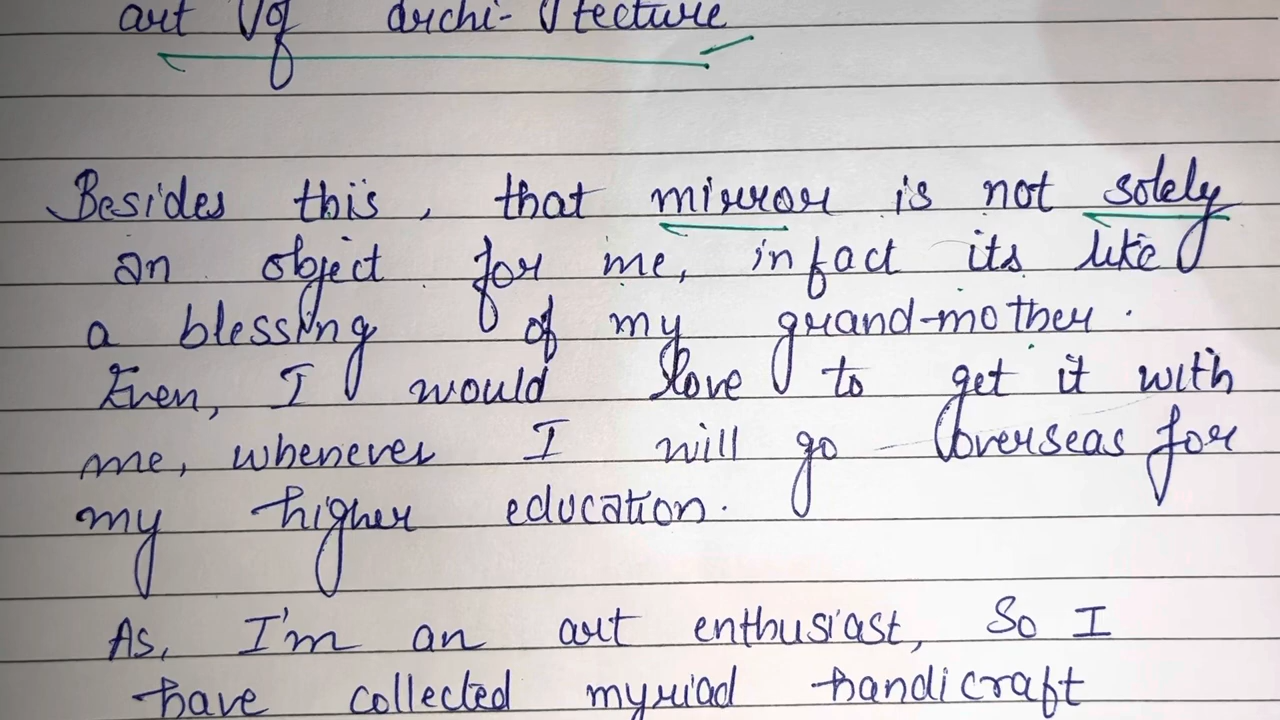 art of archi-tecture
Besides this, that mirror is not solely
an object for me, infact its like
a blessing of my grand-mother.
Even, I would love to get it with
me, whenever I will go overseas for
my higher education.
As, I'm an art enthusiast, So I
have collected myriad handicraft